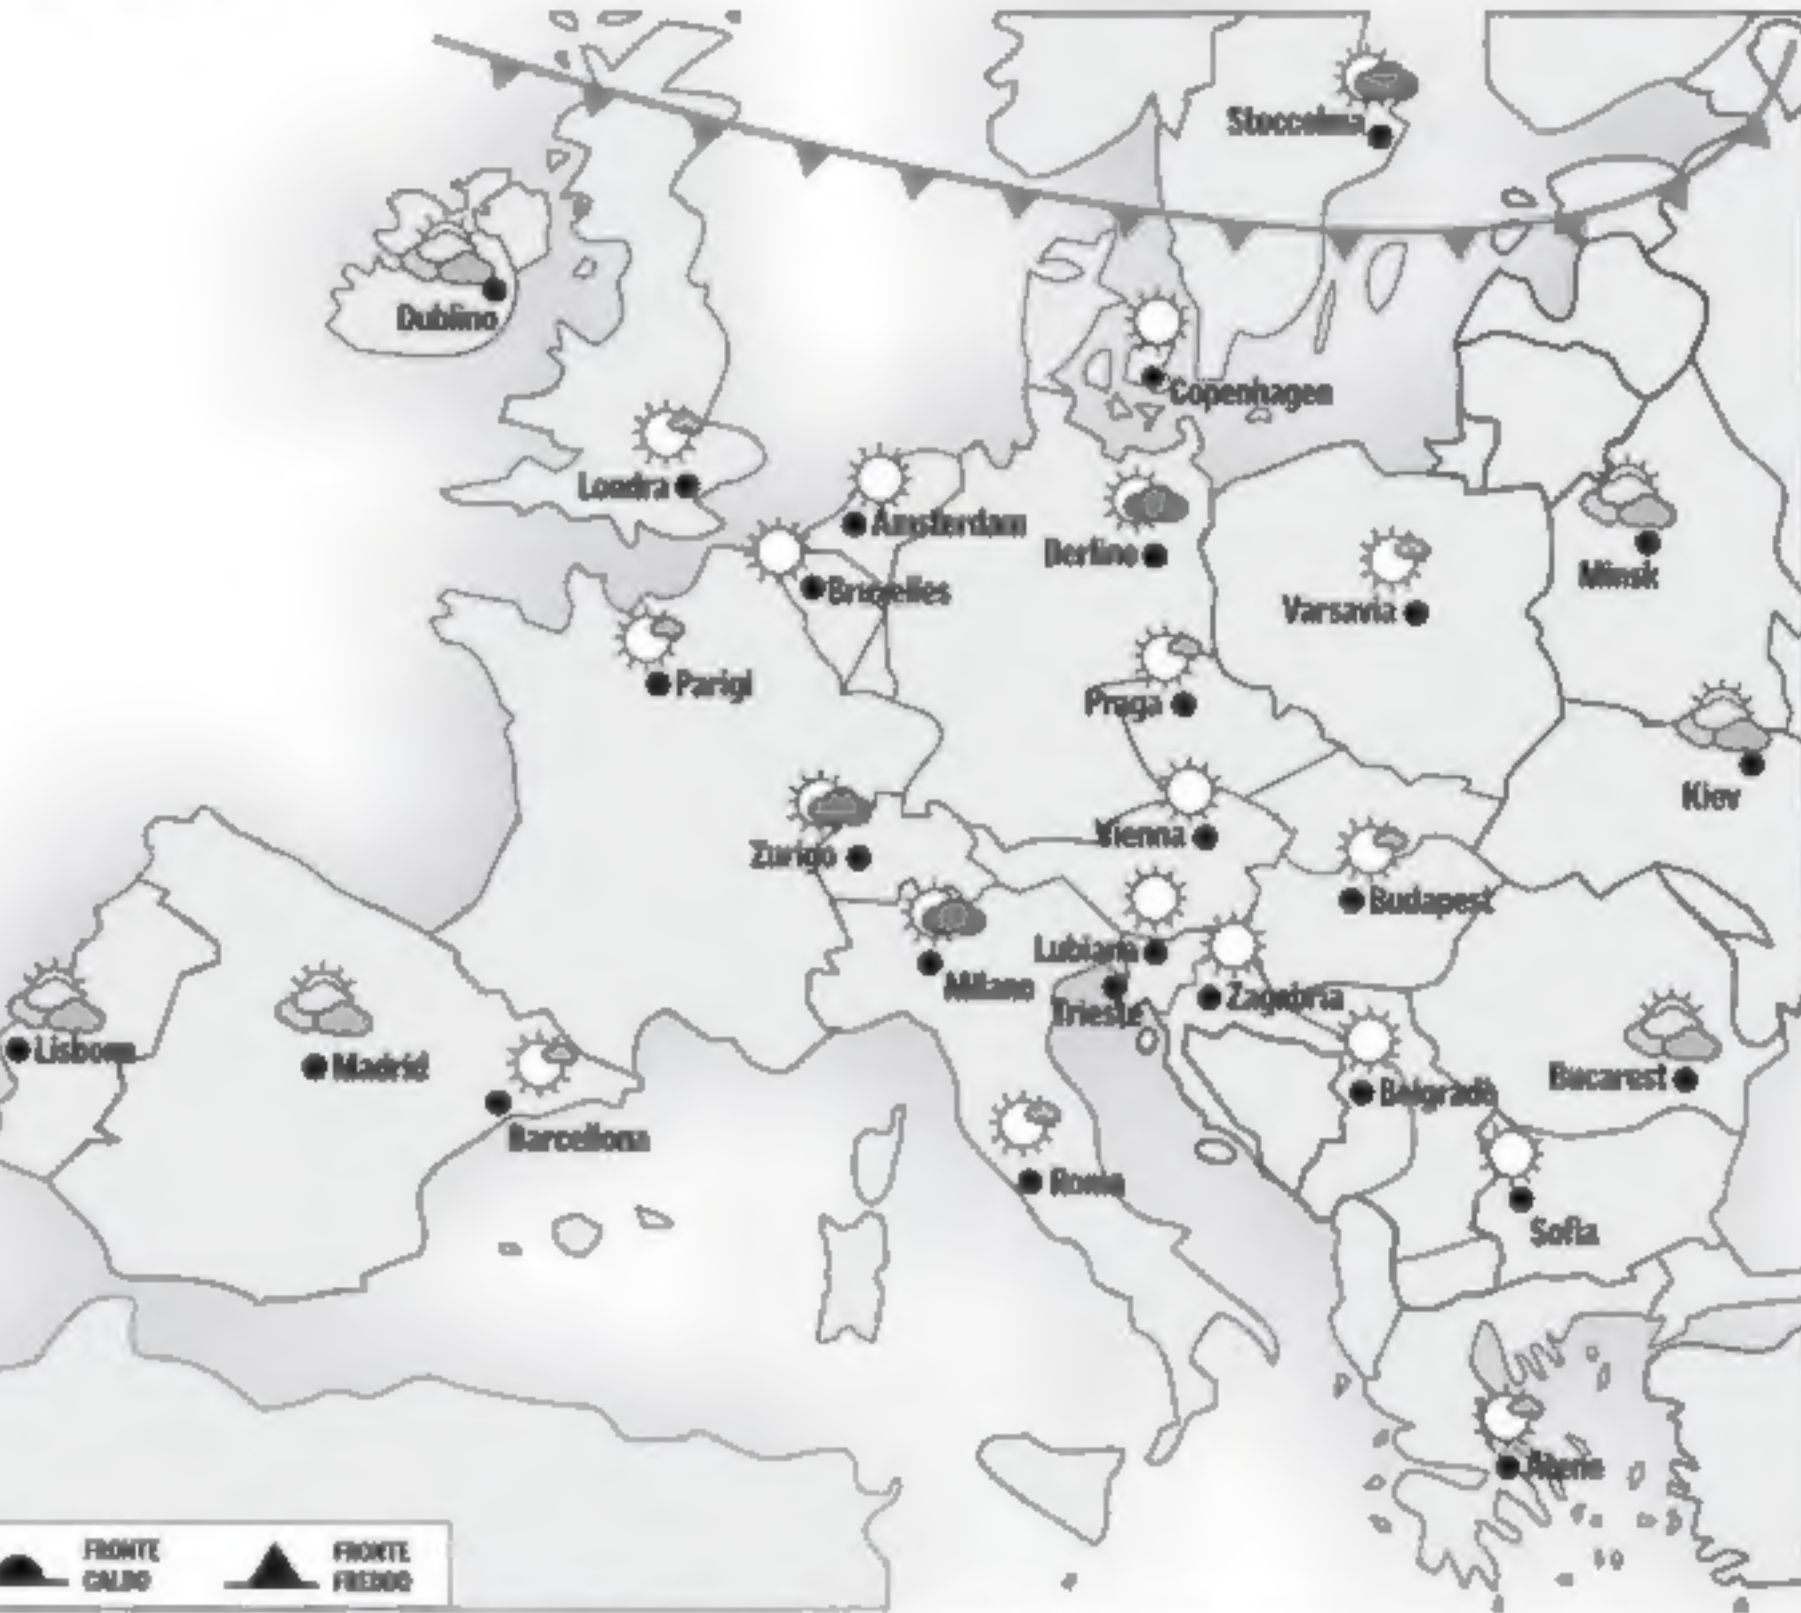 Stoccolma
Dublino
Copenhagen
Londra
Amsterdam
Berlino
Bruxelles
Minsk
Varsavia
Parigi
Praga
Kiev
Vienna
Zurigo
Budapest
Lubiana
Milano
Zagabria
Trieste
Lisbona
Madrid
Bucarest
Belgrado
Barcellona
Roma
Sofia
Atene
FRONTE
CALDO
FRONTE
FREDDO